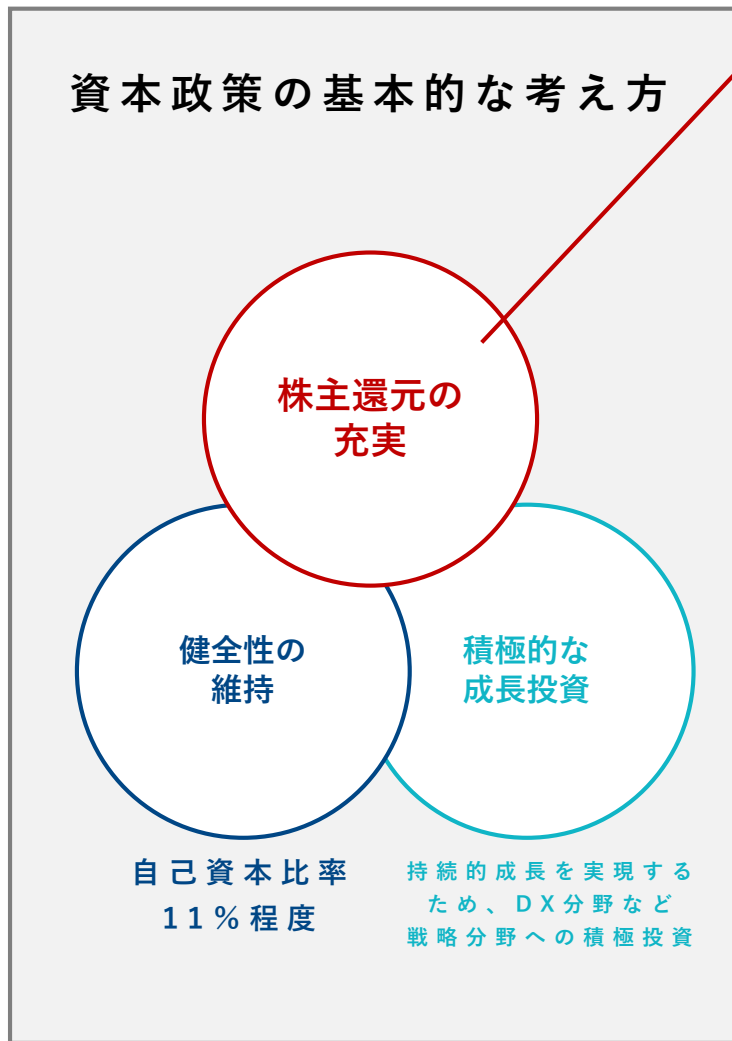 資本政策の基本的な考え方
株主還元の
充実
健全性の
維持
積極的な
成長投資
自己資本比率
11%程度
持続的成長を実現する
ため、DX分野など
戦略分野への積極投資